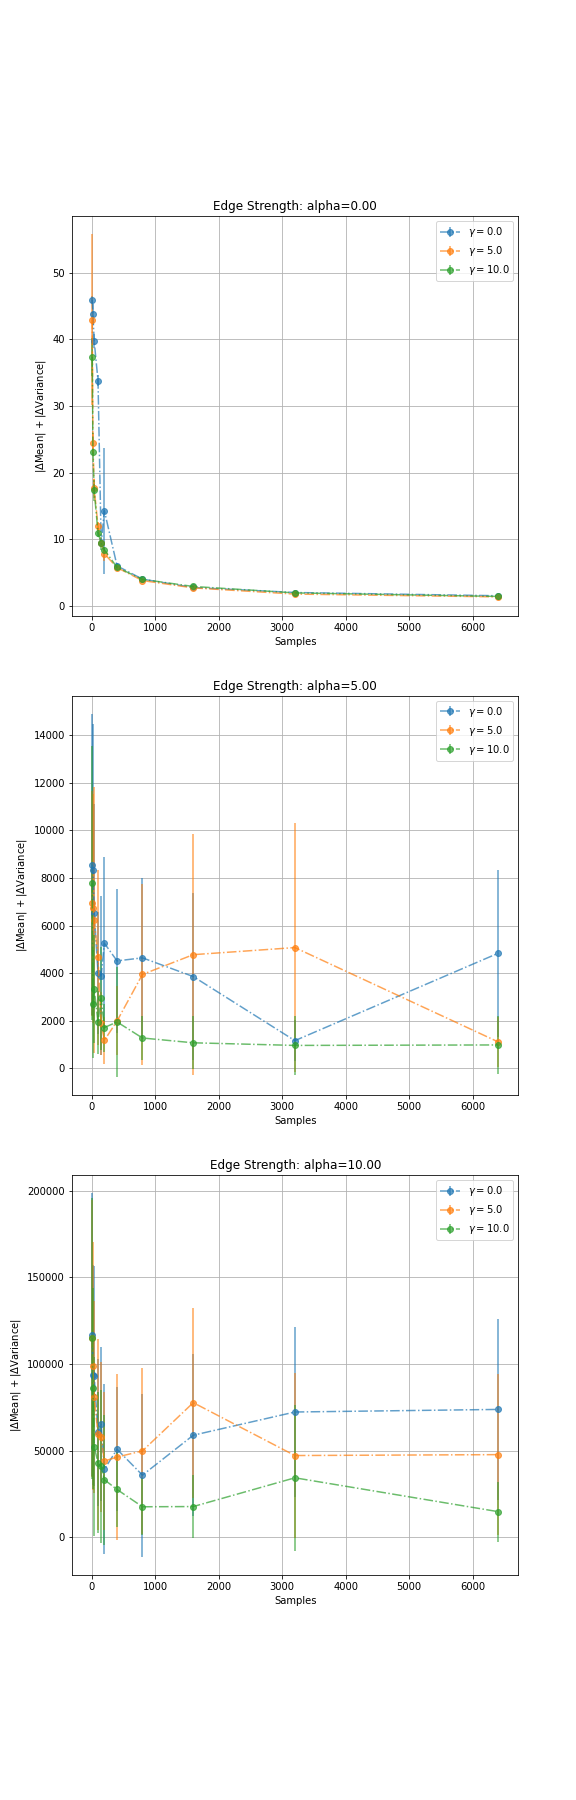 Edge Strength: alpha=0.00
|ΔMean| + |ΔVariance|
50
40
30
20
10
0
γ = 0.0
γ = 5.0
γ = 10.0
0 1000 2000 3000 4000 5000 6000
Samples
Edge Strength: alpha=5.00
|ΔMean| + |ΔVariance|
14000
12000
10000
8000
6000
4000
2000
0
γ = 0.0
γ = 5.0
γ = 10.0
0 1000 2000 3000 4000 5000 6000
Samples
Edge Strength: alpha=10.00
|ΔMean| + |ΔVariance|
200000
150000
100000
50000
0
γ = 0.0
γ = 5.0
γ = 10.0
0 1000 2000 3000 4000 5000 6000
Samples